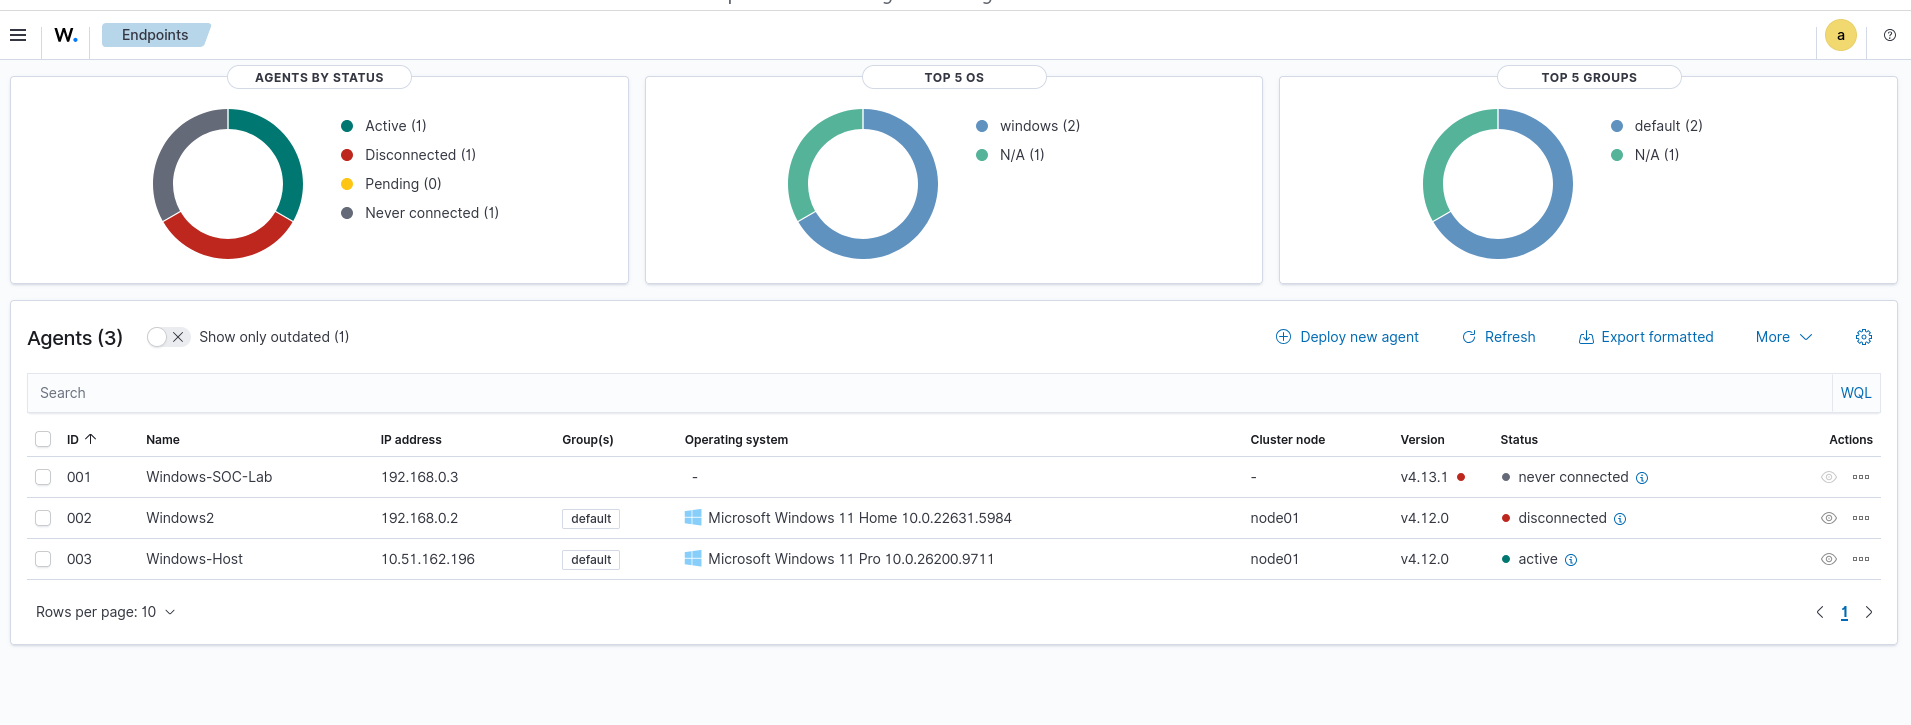 W.
Endpoints
a
AGENTS BY STATUS
Active (1)
Disconnected (1)
Pending (0)
Never connected (1)
TOP 5 OS
windows (2)
N/A (1)
TOP 5 GROUPS
default (2)
N/A (1)
Agents (3) Show only outdated (1) Deploy new agent Refresh Export formatted More
Search WQL
ID Name IP address Group(s) Operating system Cluster node Version Status Actions
001 Windows-SOC-Lab 192.168.0.3 - - v4.13.1 never connected
002 Windows2 192.168.0.2 default Microsoft Windows 11 Home 10.0.22631.5984 node01 v4.12.0 disconnected
003 Windows-Host 10.51.162.196 default Microsoft Windows 11 Pro 10.0.26200.9711 node01 v4.12.0 active
Rows per page: 10 1